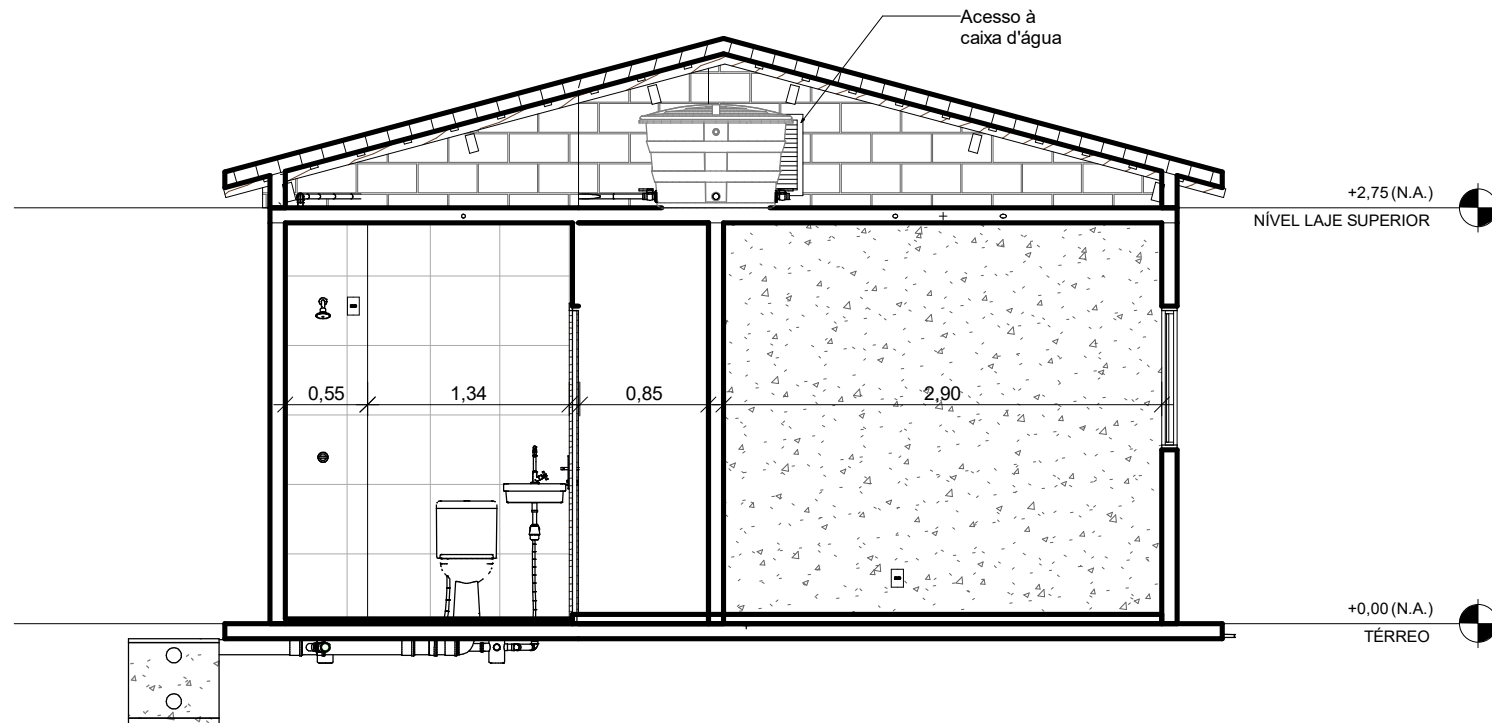 Acesso à
caixa d'água
+2,75 (N.A.)
NÍVEL LAJE SUPERIOR
0,55 1,34 0,85 2,90
+0,00 (N.A.)
TÉRREO